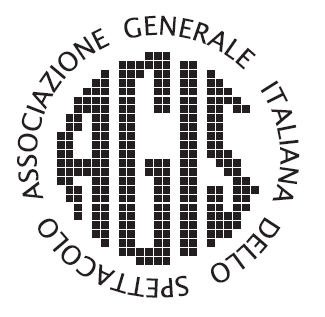 ASSOCIAZIONE GENERALE ITALIANA DELLO SPETTACOLO
AGIS